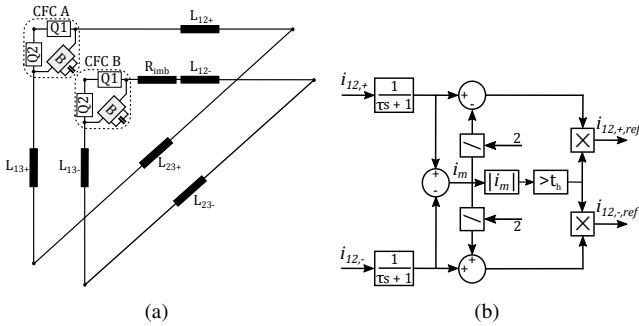 CFC A
Q1
Q2
B
L12+
CFC B
Q1
Q2
B
Rimb
L12-
L13+
L13-
L23+
L23-
(a)
i12,+
1
τs + 1
+
-
2
i12,+,ref
+
-
im
|im|
>th
2
i12,-,ref
i12,-
1
τs + 1
+
+
(b)